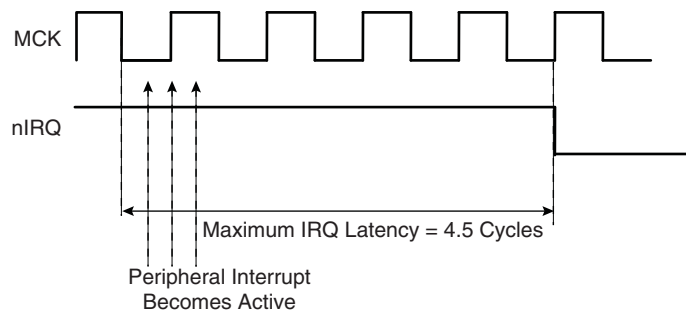 MCK
nIRQ
Maximum IRQ Latency = 4.5 Cycles
Peripheral Interrupt
Becomes Active